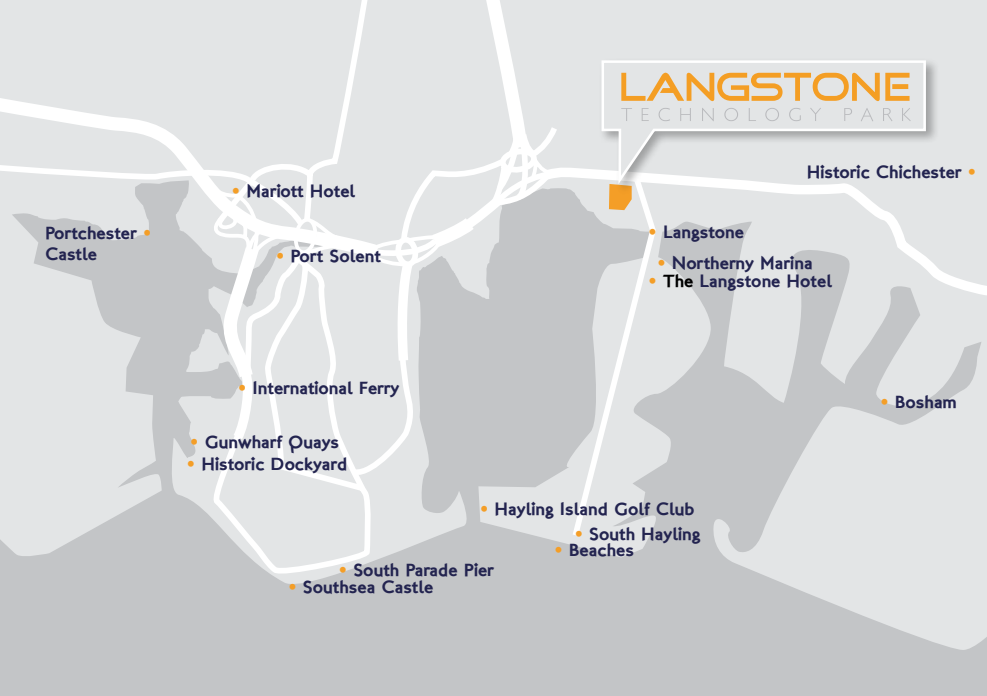 LANGSTONE
TECHNOLOGY PARK
Historic Chichester
Mariott Hotel
Portchester
Castle
Langstone
Port Solent
Northerny Marina
The Langstone Hotel
International Ferry
Bosham
Gunwharf Quays
Historic Dockyard
Hayling Island Golf Club
South Hayling
Beaches
South Parade Pier
Southsea Castle